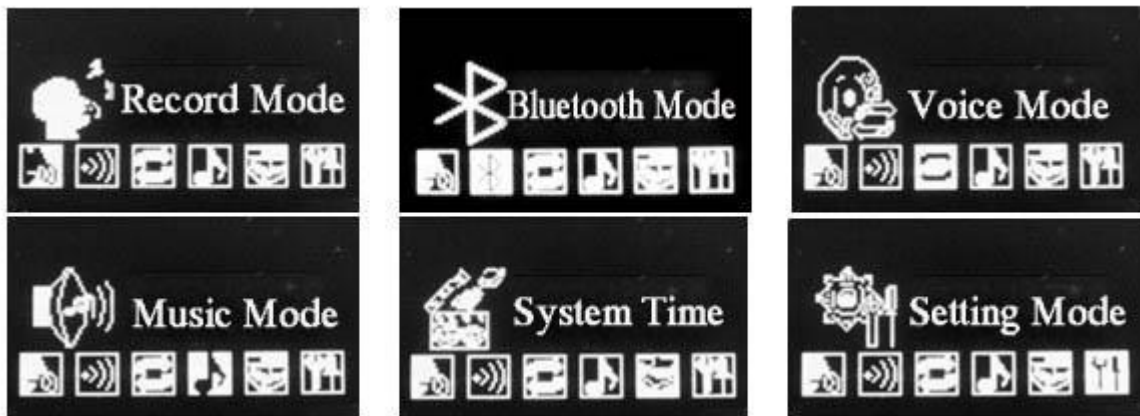 Record Mode
Bluetooth Mode
Voice Mode
Music Mode
System Time
Setting Mode